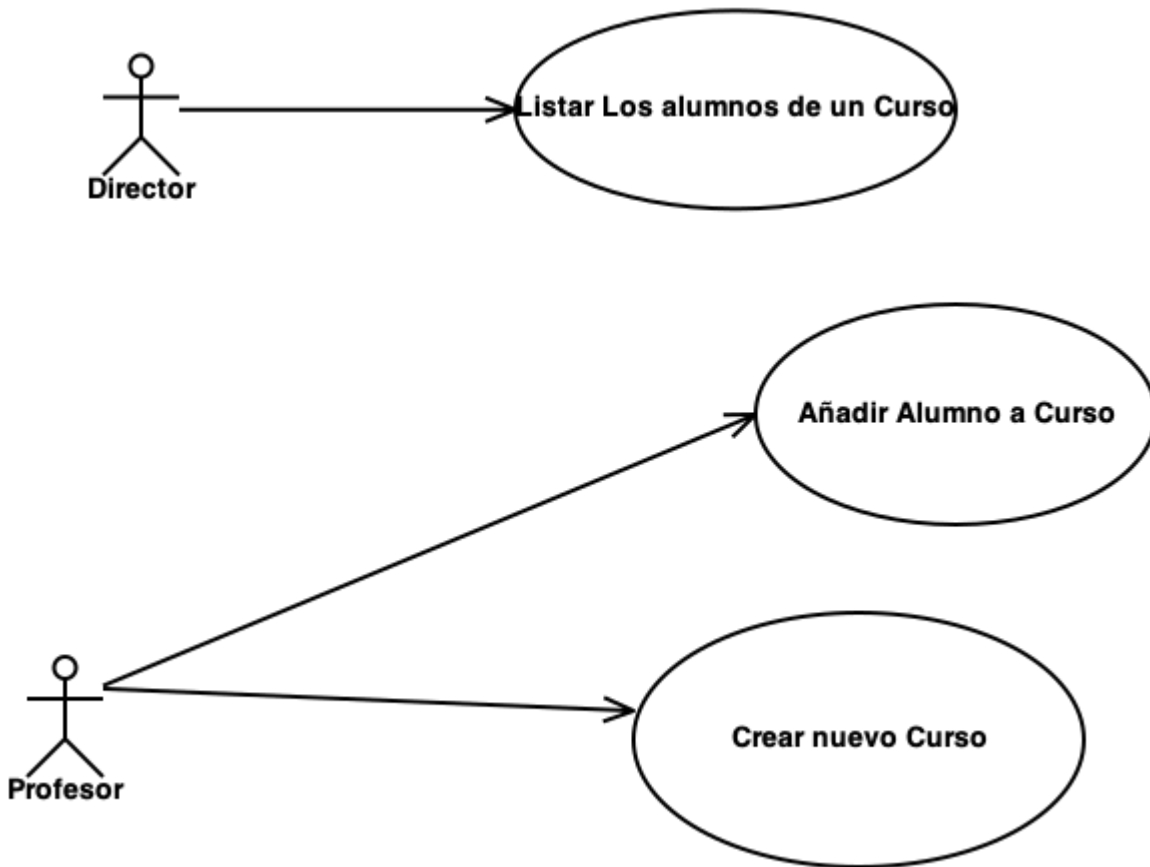 Listar Los alumnos de un Curso
Director
Añadir Alumno a Curso
Crear nuevo Curso
Profesor